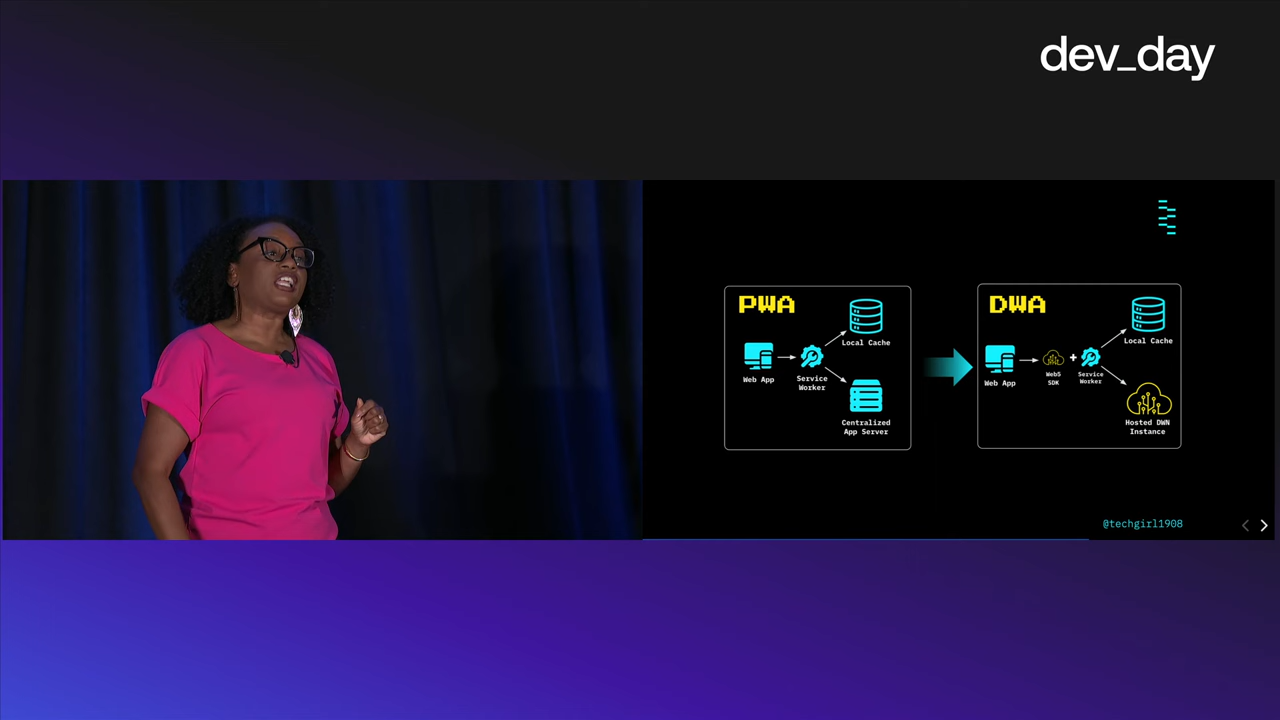 dev_day
PWA
Local Cache
Web App
Service
Worker
Centralized
App Server
DWA
Local Cache
Web App
Web5
SDK
+
Service
Worker
Hosted DWN
Instance
@techgirl1908